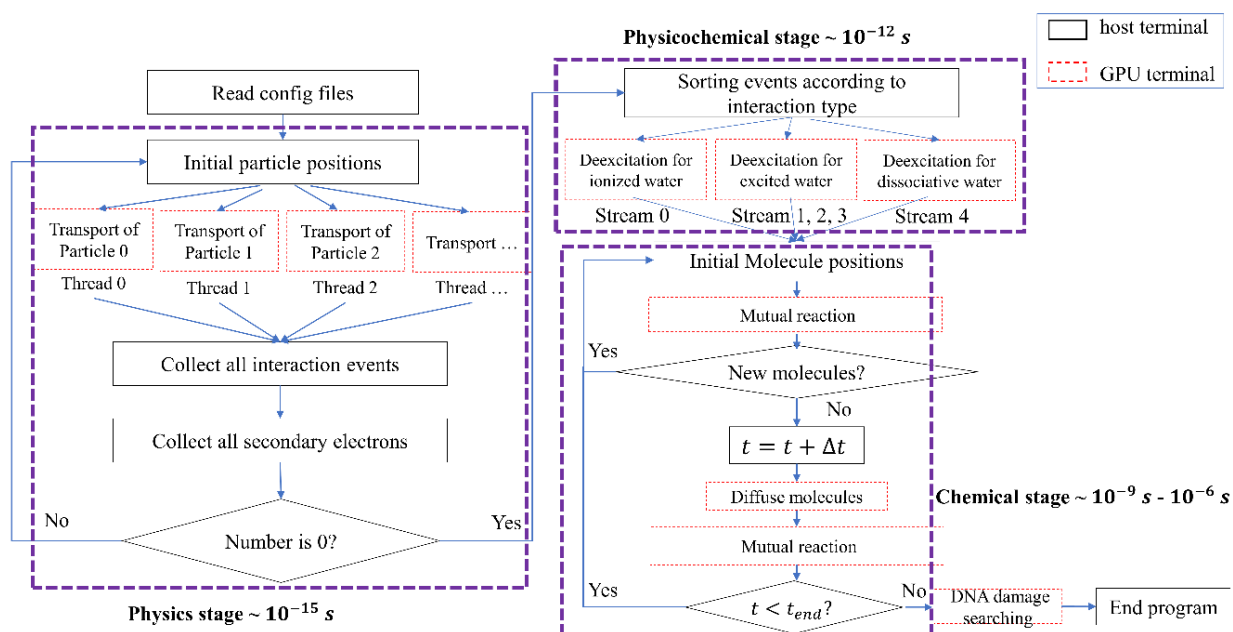 Physicochemical stage ~ 10⁻¹² s
host terminal
GPU terminal
Read config files
Initial particle positions
Transport of
Particle 0
Transport of
Particle 1
Transport of
Particle 2
Transport …
Thread 0
Thread 1
Thread 2
Thread …
Collect all interaction events
Collect all secondary electrons
No
Number is 0?
Yes
Physics stage ~ 10⁻¹⁵ s
Sorting events according to
interaction type
Deexcitation for
ionized water
Deexcitation for
excited water
Deexcitation for
dissociative water
Stream 0
Stream 1, 2, 3
Stream 4
Initial Molecule positions
Mutual reaction
Yes
New molecules?
No
t = t + Δt
Diffuse molecules
Chemical stage ~ 10⁻⁹ s - 10⁻⁶ s
Mutual reaction
Yes
t < t_end?
No
DNA damage
searching
End program